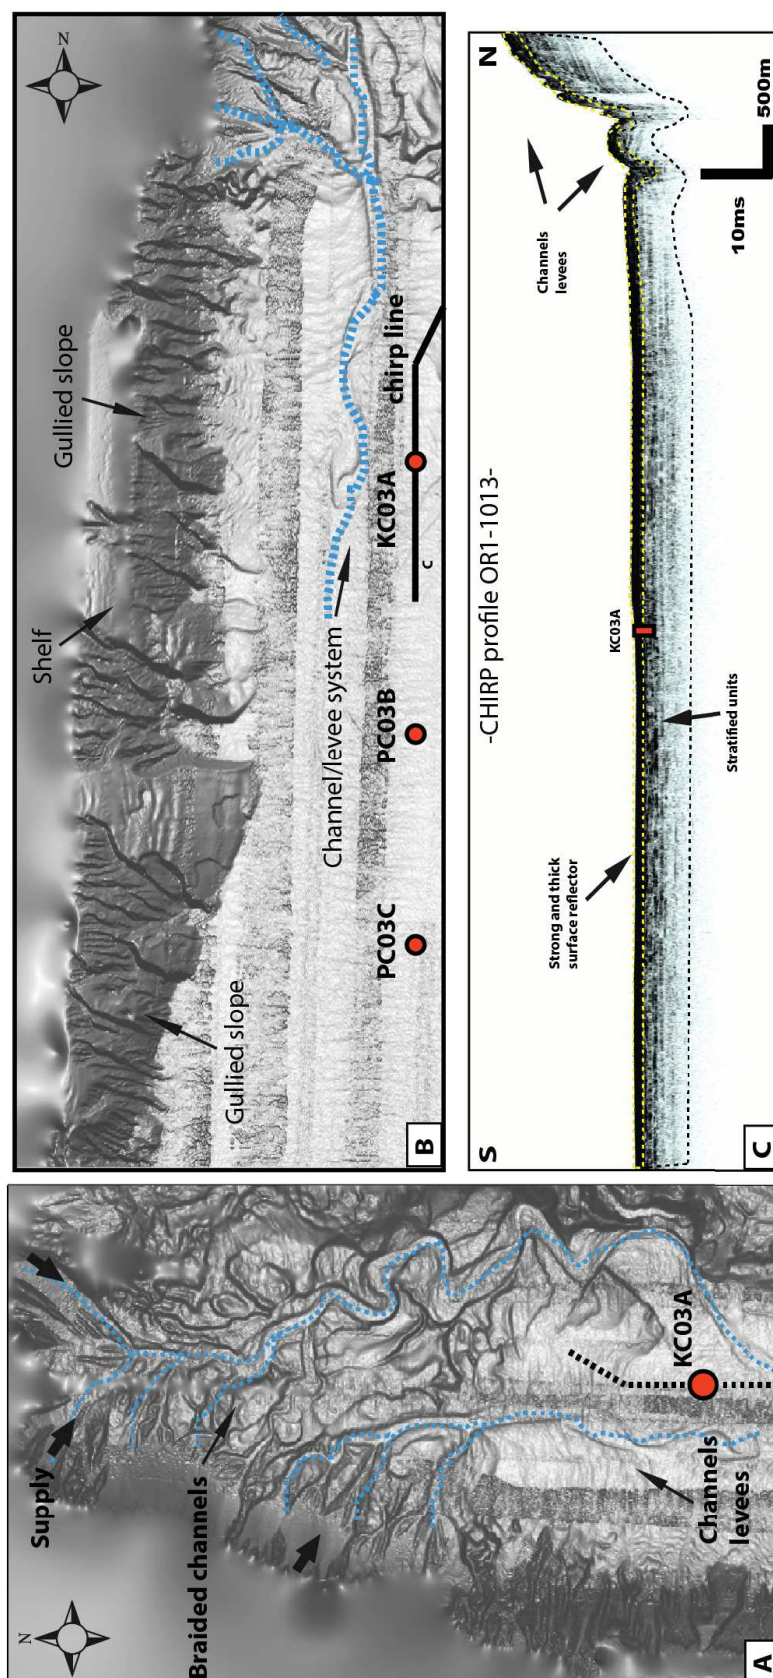 N
Supply
Braided channels
KC03A
Channels
levees
A
N
Shelf
Gullied slope
Gullied slope
Channel/levee system
PC03C
PC03B
KC03A
chirp line
C
B
-CHIRP profile OR1-1013-
S
N
Channels
levees
KC03A
Strong and thick
surface reflector
Stratified units
10ms
500m
C